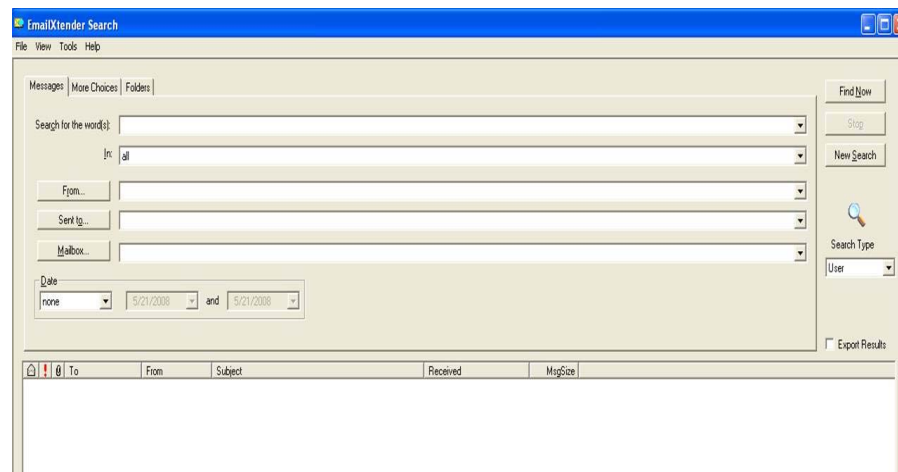 EmailXtender Search
File View Tools Help
Messages More Choices Folders
Find Now
Search for the word(s):
Stop
In: all
New Search
From...
Sent to...
Mailbox...
Search Type
User
Date
none 5/21/2008 and 5/21/2008
Export Results
To From Subject Received MsgSize